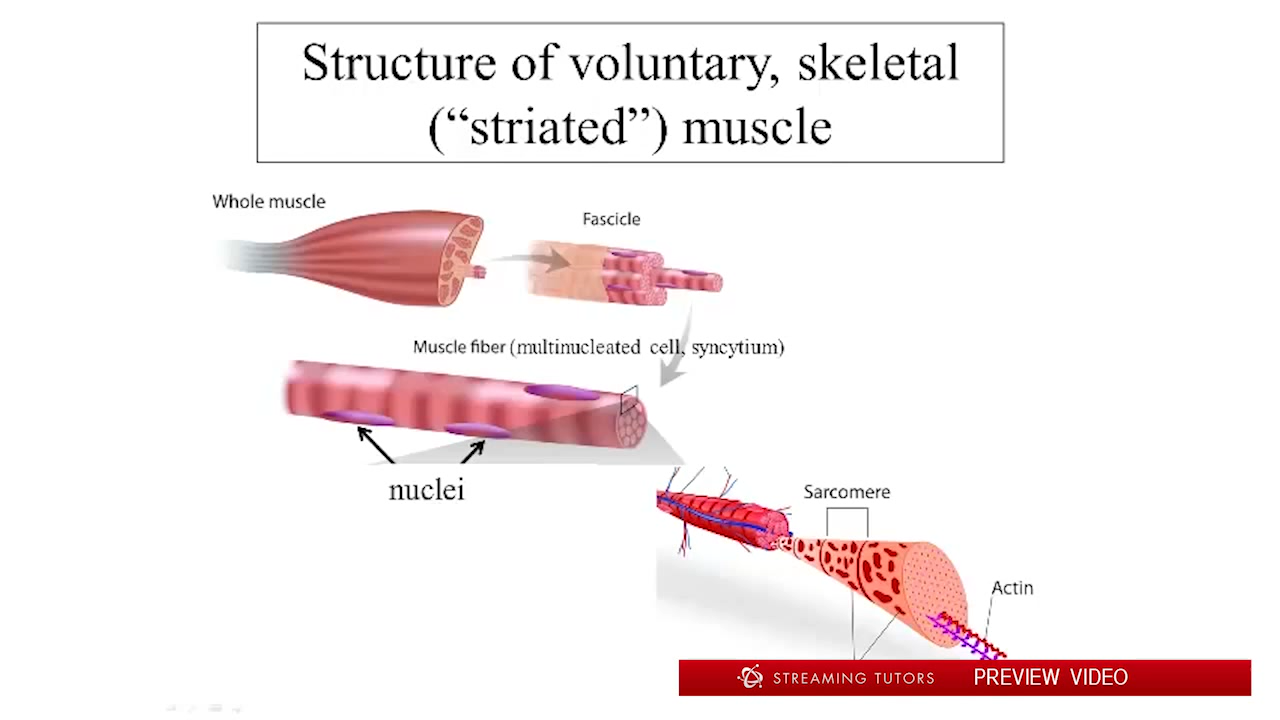 Structure of voluntary, skeletal
(“striated”) muscle
Whole muscle
Fascicle
Muscle fiber (multinucleated cell, syncytium)
nuclei
Sarcomere
Actin
STREAMING TUTORS PREVIEW VIDEO